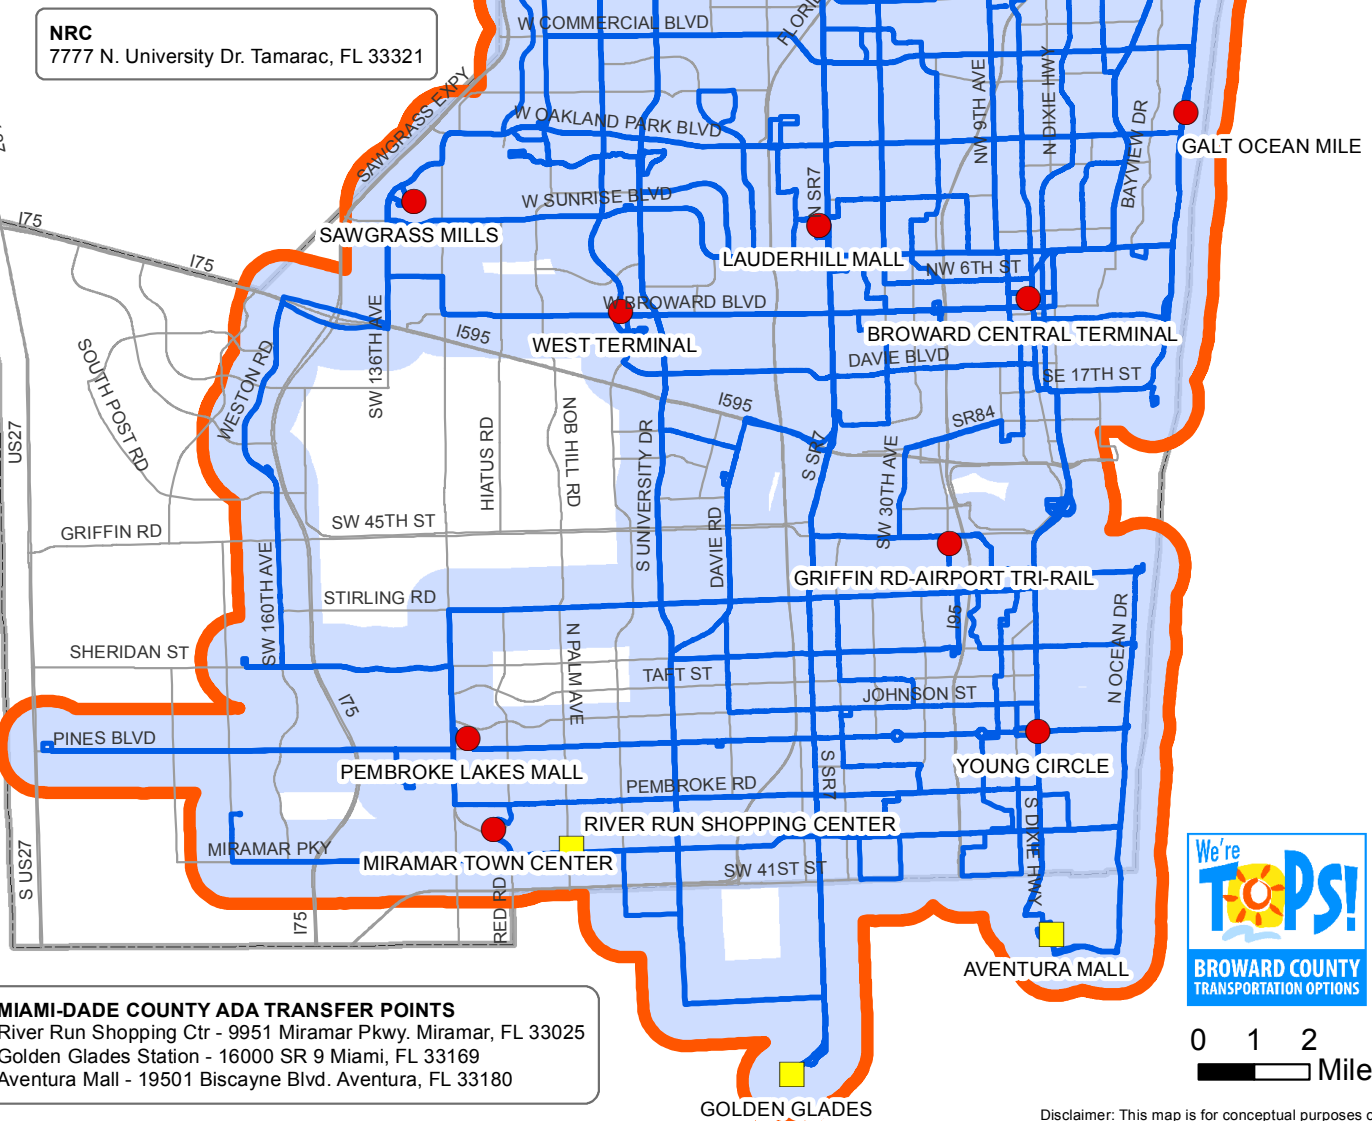 NRC
7777 N. University Dr. Tamarac, FL 33321
W COMMERCIAL BLVD
SAWGRASS EXPY
W OAKLAND PARK BLVD
NW 9TH AVE
N DIXIE HWY
BAYVIEW DR
GALT OCEAN MILE
W SUNRISE BLVD
N SR7
SAWGRASS MILLS
I75
I75
LAUDERHILL MALL
NW 6TH ST
W BROWARD BLVD
BROWARD CENTRAL TERMINAL
WEST TERMINAL
I595
SW 136TH AVE
DAVIE BLVD
SE 17TH ST
SOUTH POST RD
WESTON RD
I595
SR84
US27
HIATUS RD
NOB HILL RD
S UNIVERSITY DR
S SR7
SW 30TH AVE
GRIFFIN RD
SW 45TH ST
DAVIE RD
SW 160TH AVE
GRIFFIN RD-AIRPORT TRI-RAIL
STIRLING RD
I95
N OCEAN DR
SHERIDAN ST
N PALM AVE
TAFT ST
JOHNSON ST
I75
PINES BLVD
PEMBROKE LAKES MALL
YOUNG CIRCLE
S SR7
PEMBROKE RD
RIVER RUN SHOPPING CENTER
S DIXIE HWY
MIRAMAR PKY
MIRAMAR TOWN CENTER
SW 41ST ST
S US27
I75
RED RD
AVENTURA MALL
We're
TOPS!
BROWARD COUNTY
TRANSPORTATION OPTIONS
MIAMI-DADE COUNTY ADA TRANSFER POINTS
River Run Shopping Ctr - 9951 Miramar Pkwy. Miramar, FL 33025
Golden Glades Station - 16000 SR 9 Miami, FL 33169
Aventura Mall - 19501 Biscayne Blvd. Aventura, FL 33180
0 1 2
Mile
GOLDEN GLADES
Disclaimer: This map is for conceptual purposes